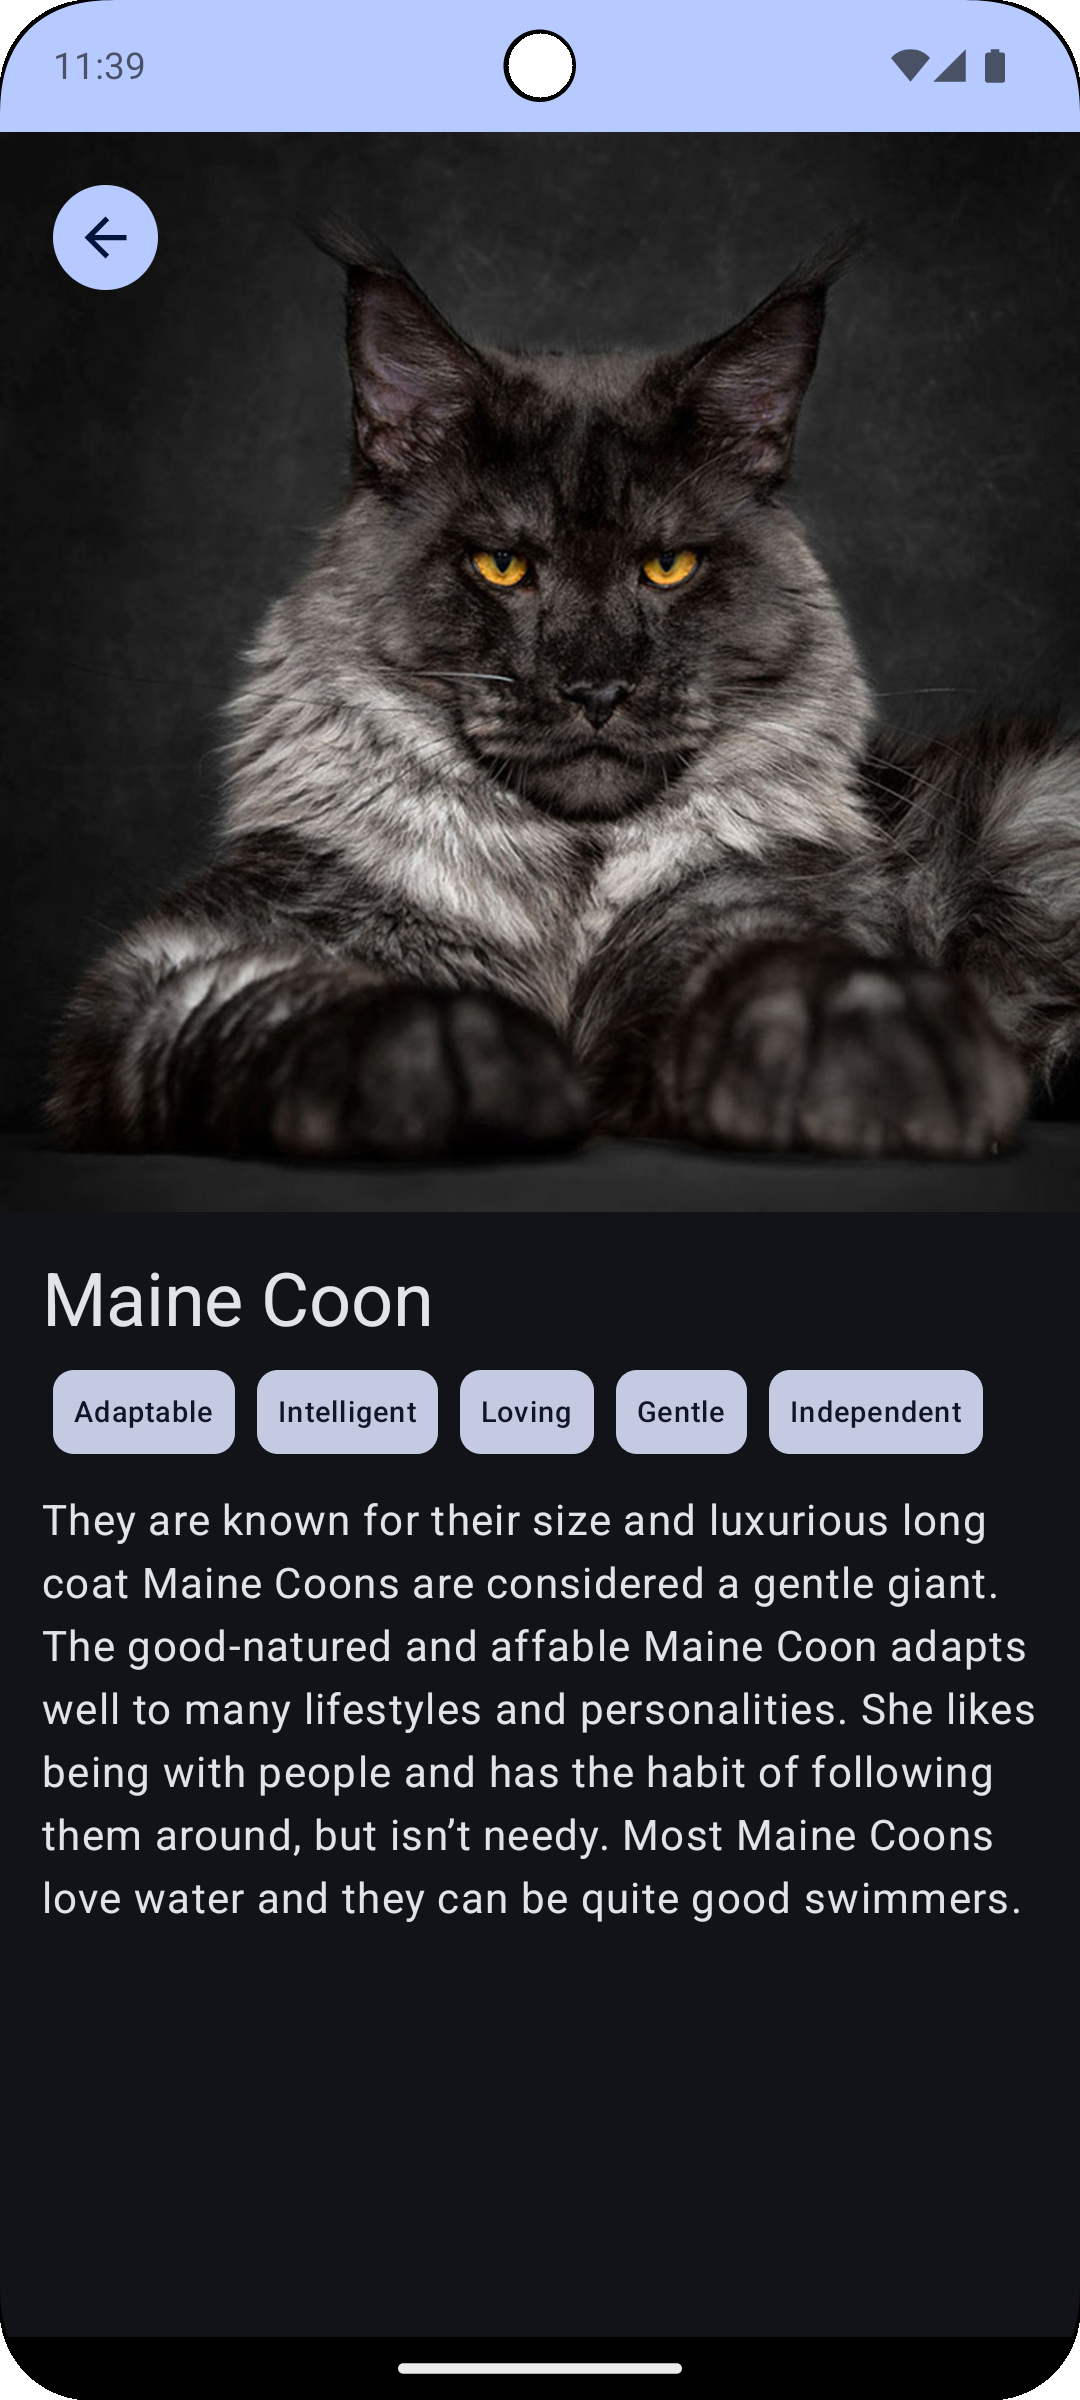 11:39
Maine Coon
Adaptable Intelligent Loving Gentle Independent
They are known for their size and luxurious long
coat Maine Coons are considered a gentle giant.
The good-natured and affable Maine Coon adapts
well to many lifestyles and personalities. She likes
being with people and has the habit of following
them around, but isn’t needy. Most Maine Coons
love water and they can be quite good swimmers.